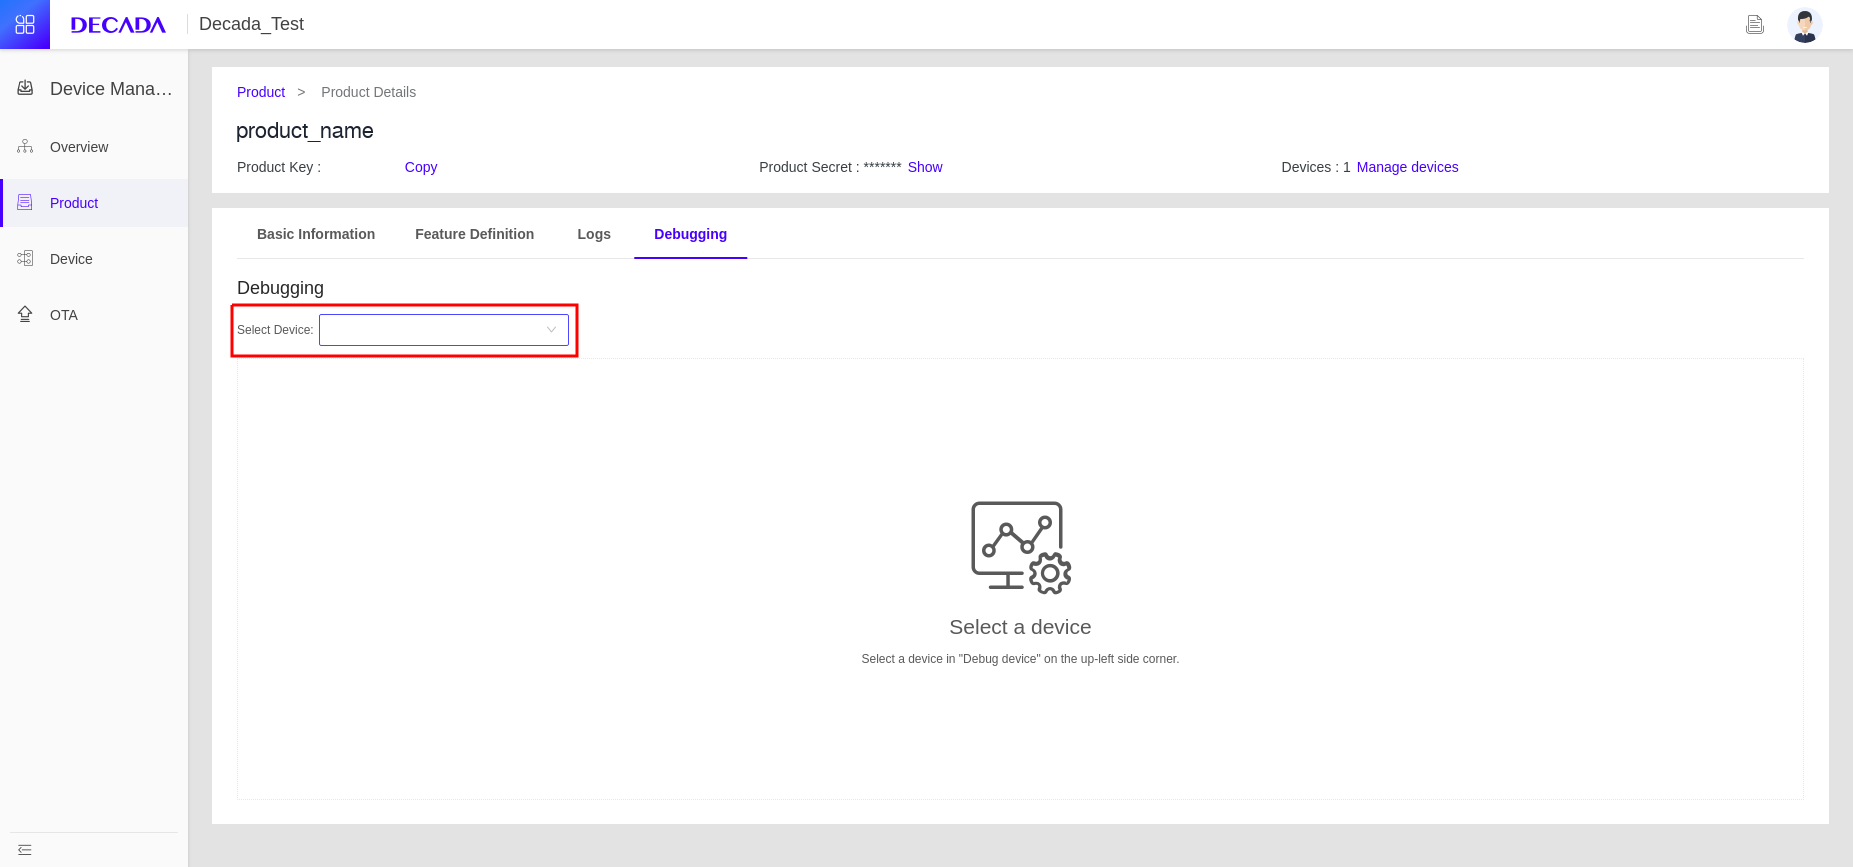 DECADA
Decada_Test
Device Mana...
Overview
Product
Device
OTA
Product > Product Details
product_name
Product Key : Copy
Product Secret : ******* Show
Devices : 1 Manage devices
Basic Information
Feature Definition
Logs
Debugging
Debugging
Select Device:
Select a device
Select a device in "Debug device" on the up-left side corner.